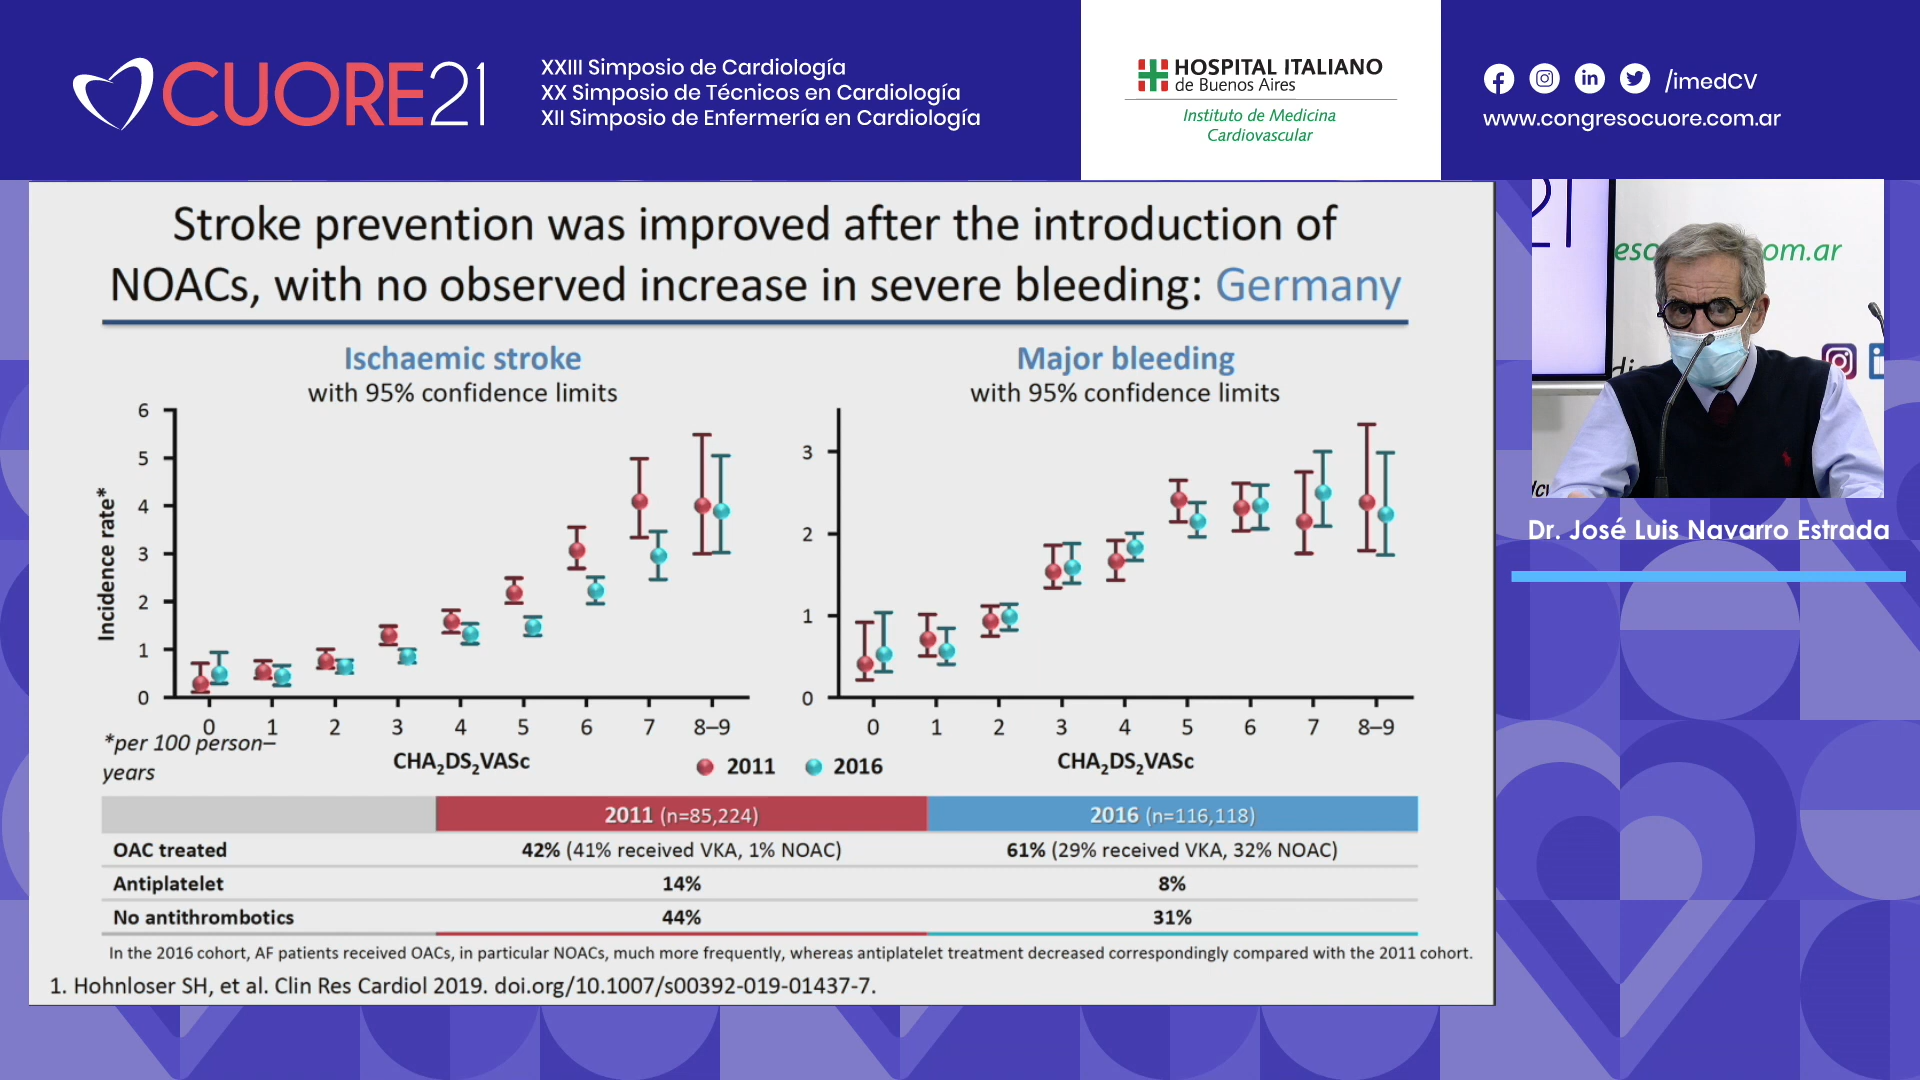 CUORE21
XXIII Simposio de Cardiología
XX Simposio de Técnicos en Cardiología
XII Simposio de Enfermería en Cardiología
HOSPITAL ITALIANO
de Buenos Aires
Instituto de Medicina
Cardiovascular
/imedCV
www.congresocuore.com.ar
Stroke prevention was improved after the introduction of
NOACs, with no observed increase in severe bleeding: Germany
Ischaemic stroke
with 95% confidence limits
Incidence rate*
6
5
4
3
2
1
0
0 1 2 3 4 5 6 7 8–9
*per 100 person–
years
CHA₂DS₂VASc
Major bleeding
with 95% confidence limits
3
2
1
0
0 1 2 3 4 5 6 7 8–9
CHA₂DS₂VASc
2011 2016
2011 (n=85,224) 2016 (n=116,118)
OAC treated 42% (41% received VKA, 1% NOAC) 61% (29% received VKA, 32% NOAC)
Antiplatelet 14% 8%
No antithrombotics 44% 31%
In the 2016 cohort, AF patients received OACs, in particular NOACs, much more frequently, whereas antiplatelet treatment decreased correspondingly compared with the 2011 cohort.
1. Hohnloser SH, et al. Clin Res Cardiol 2019. doi.org/10.1007/s00392-019-01437-7.
21
eso om.ar
Dr. José Luis Navarro Estrada